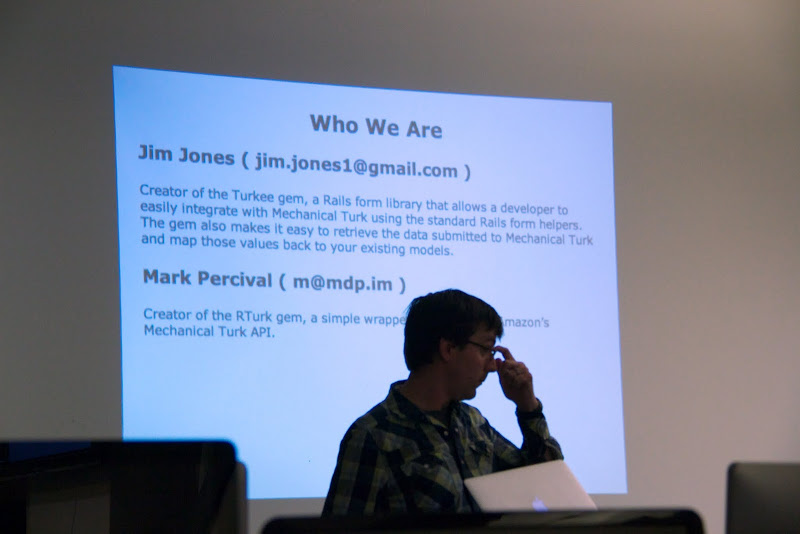 Who We Are
Jim Jones ( jim.jones1@gmail.com )
Creator of the Turkee gem, a Rails form library that allows a developer to
easily integrate with Mechanical Turk using the standard Rails form helpers.
The gem also makes it easy to retrieve the data submitted to Mechanical Turk
and map those values back to your existing models.
Mark Percival ( m@mdp.im )
Creator of the RTurk gem, a simple wrappe Amazon's
Mechanical Turk API.